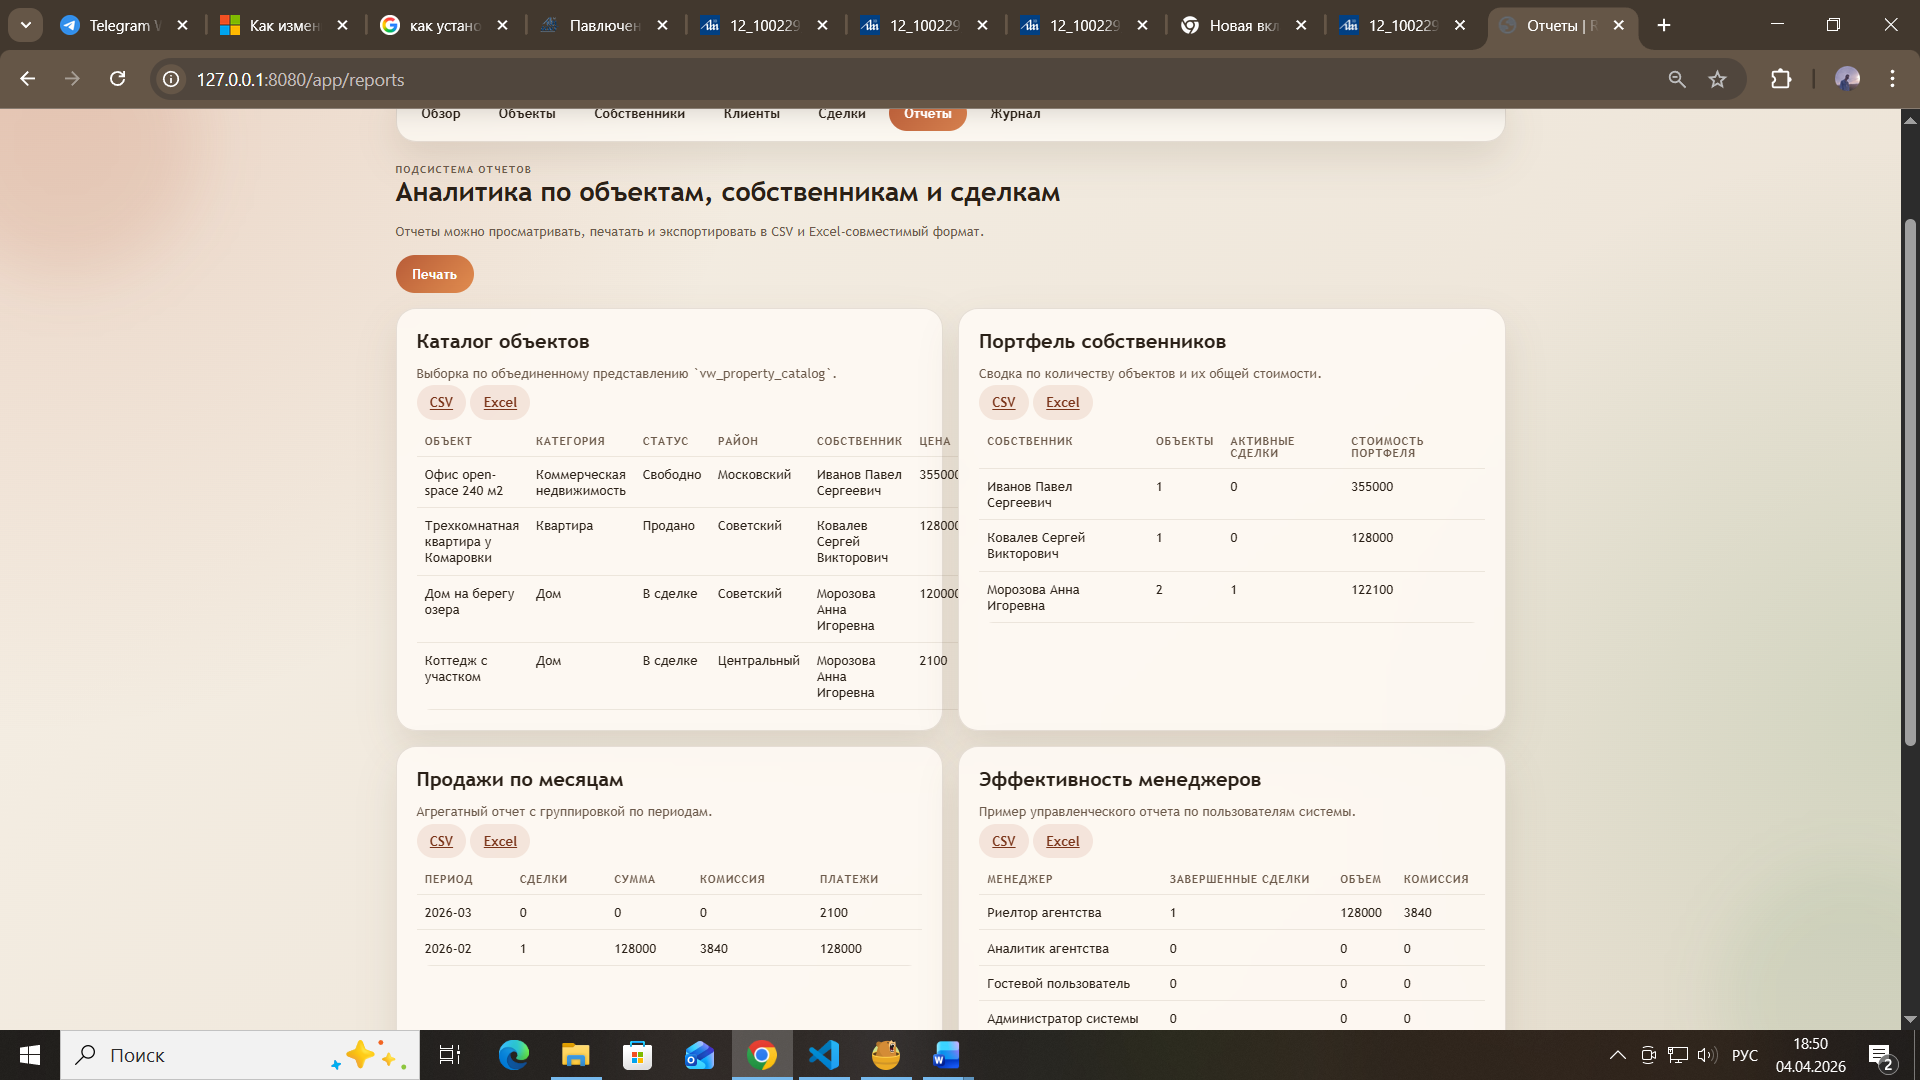 Telegram W
Как измен
как устано
Павлючен
12_100229
12_100229
12_100229
Новая вкл
12_100229
Отчеты | R
127.0.0.1:8080/app/reports
Обзор Объекты Собственники Клиенты Сделки Отчеты Журнал
ПОДСИСТЕМА ОТЧЕТОВ
Аналитика по объектам, собственникам и сделкам
Отчеты можно просматривать, печатать и экспортировать в CSV и Excel-совместимый формат.
Печать
Каталог объектов
Выборка по объединенному представлению `vw_property_catalog`.
CSV Excel
ОБЪЕКТ КАТЕГОРИЯ СТАТУС РАЙОН СОБСТВЕННИК ЦЕНА
Офис open- Коммерческая Свободно Московский Иванов Павел 355000
space 240 м2 недвижимость Сергеевич
Трехкомнатная Квартира Продано Советский Ковалев 128000
квартира у Сергей
Комаровки Викторович
Дом на берегу Дом В сделке Советский Морозова 120000
озера Анна
Игоревна
Коттедж с Дом В сделке Центральный Морозова 2100
участком Анна
Игоревна
Портфель собственников
Сводка по количеству объектов и их общей стоимости.
CSV Excel
СОБСТВЕННИК ОБЪЕКТЫ АКТИВНЫЕ СТОИМОСТЬ
СДЕЛКИ ПОРТФЕЛЯ
Иванов Павел 1 0 355000
Сергеевич
Ковалев Сергей 1 0 128000
Викторович
Морозова Анна 2 1 122100
Игоревна
Продажи по месяцам
Агрегатный отчет с группировкой по периодам.
CSV Excel
ПЕРИОД СДЕЛКИ СУММА КОМИССИЯ ПЛАТЕЖИ
2026-03 0 0 0 2100
2026-02 1 128000 3840 128000
Эффективность менеджеров
Пример управленческого отчета по пользователям системы.
CSV Excel
МЕНЕДЖЕР ЗАВЕРШЕННЫЕ СДЕЛКИ ОБЪЕМ КОМИССИЯ
Риелтор агентства 1 128000 3840
Аналитик агентства 0 0 0
Гостевой пользователь 0 0 0
Администратор системы 0 0 0
Поиск
РУС
18:50
04.04.2026
2